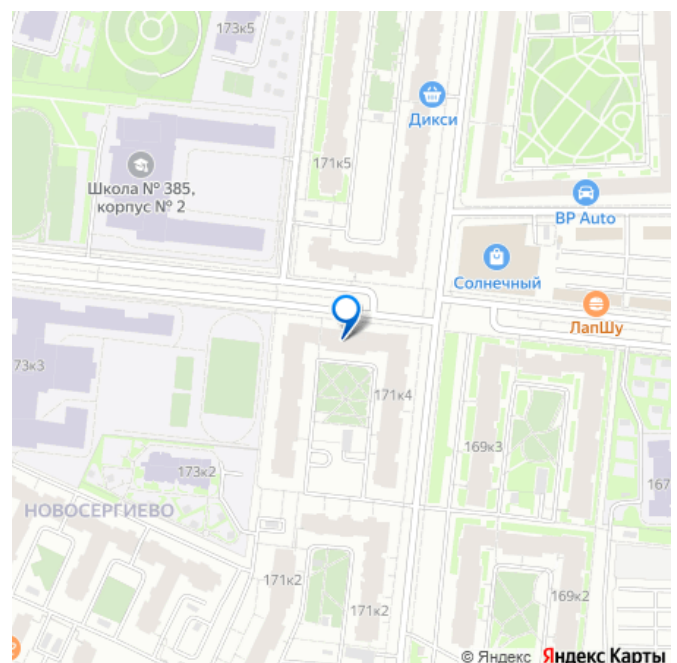 173к5
Дикси
171к5
Школа № 385,
корпус № 2
BP Auto
Солнечный
ЛапШу
73к3
171к4
169к3
173к2
167
НОВОСЕРГИЕВО
171к2
171к2
169к2
© Яндекс Яндекс Карты